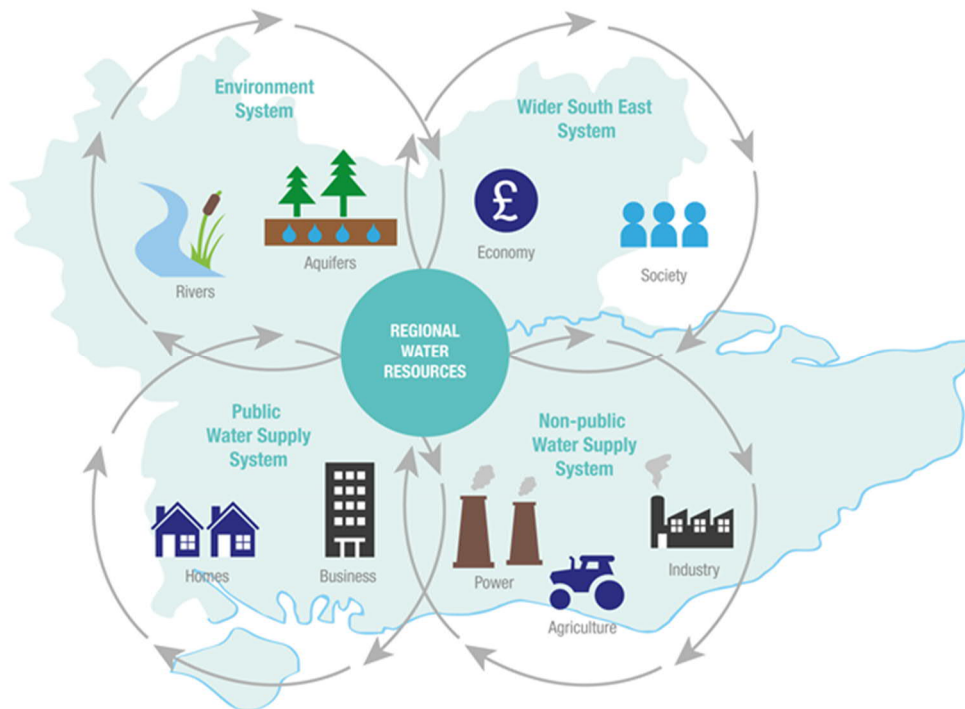 Environment
System
Rivers
Aquifers
Wider South East
System
£
Economy
Society
REGIONAL
WATER
RESOURCES
Public
Water Supply
System
Homes
Business
Non-public
Water Supply
System
Power
Agriculture
Industry